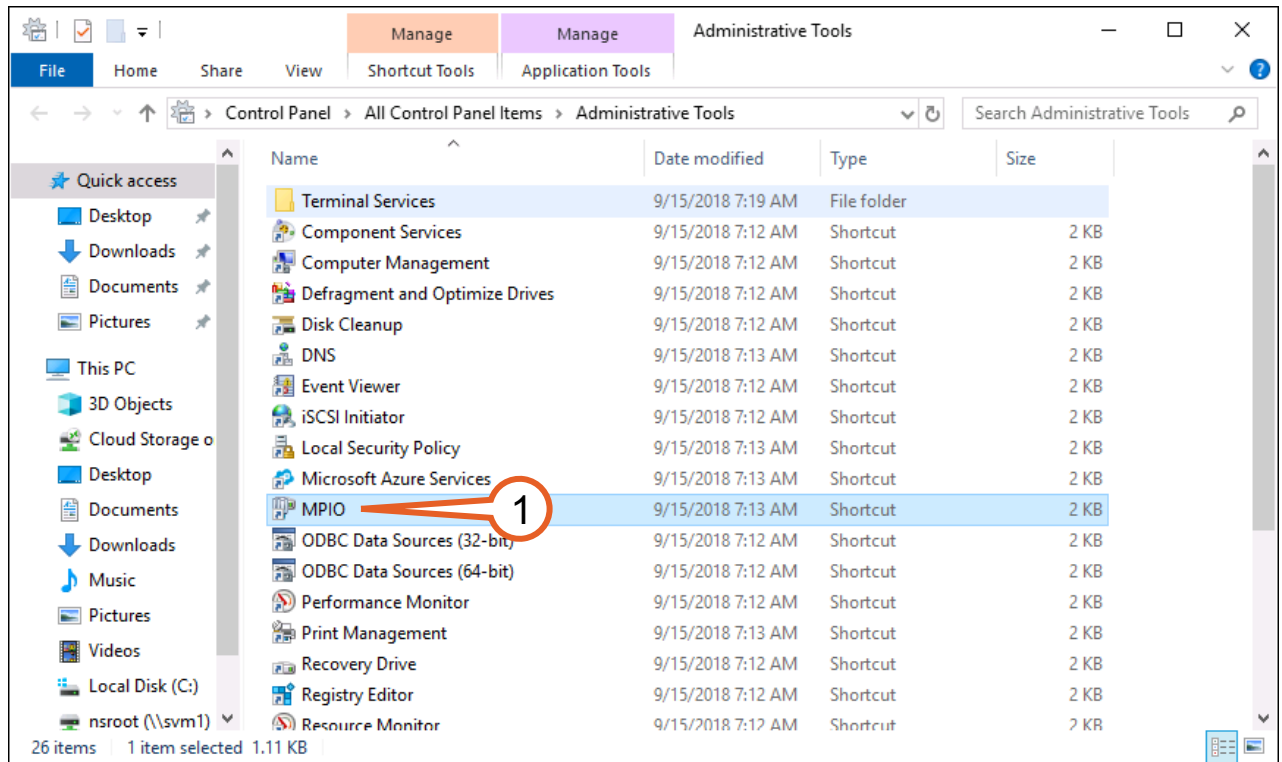 Manage Manage Administrative Tools
File Home Share View Shortcut Tools Application Tools ?
Control Panel > All Control Panel Items > Administrative Tools Search Administrative Tools
Name Date modified Type Size
Quick access
Desktop
Downloads
Documents
Pictures
This PC
3D Objects
Cloud Storage o
Desktop
Documents
Downloads
Music
Pictures
Videos
Local Disk (C:)
nsroot (\\svm1)
Terminal Services 9/15/2018 7:19 AM File folder
Component Services 9/15/2018 7:12 AM Shortcut 2 KB
Computer Management 9/15/2018 7:12 AM Shortcut 2 KB
Defragment and Optimize Drives 9/15/2018 7:12 AM Shortcut 2 KB
Disk Cleanup 9/15/2018 7:12 AM Shortcut 2 KB
DNS 9/15/2018 7:13 AM Shortcut 2 KB
Event Viewer 9/15/2018 7:12 AM Shortcut 2 KB
iSCSI Initiator 9/15/2018 7:12 AM Shortcut 2 KB
Local Security Policy 9/15/2018 7:13 AM Shortcut 2 KB
Microsoft Azure Services 9/15/2018 7:13 AM Shortcut 2 KB
MPIO 1 9/15/2018 7:13 AM Shortcut 2 KB
ODBC Data Sources (32-bit) 9/15/2018 7:12 AM Shortcut 2 KB
ODBC Data Sources (64-bit) 9/15/2018 7:12 AM Shortcut 2 KB
Performance Monitor 9/15/2018 7:12 AM Shortcut 2 KB
Print Management 9/15/2018 7:13 AM Shortcut 2 KB
Recovery Drive 9/15/2018 7:12 AM Shortcut 2 KB
Registry Editor 9/15/2018 7:12 AM Shortcut 2 KB
Resource Monitor 9/15/2018 7:12 AM Shortcut 2 KB
26 items 1 item selected 1.11 KB